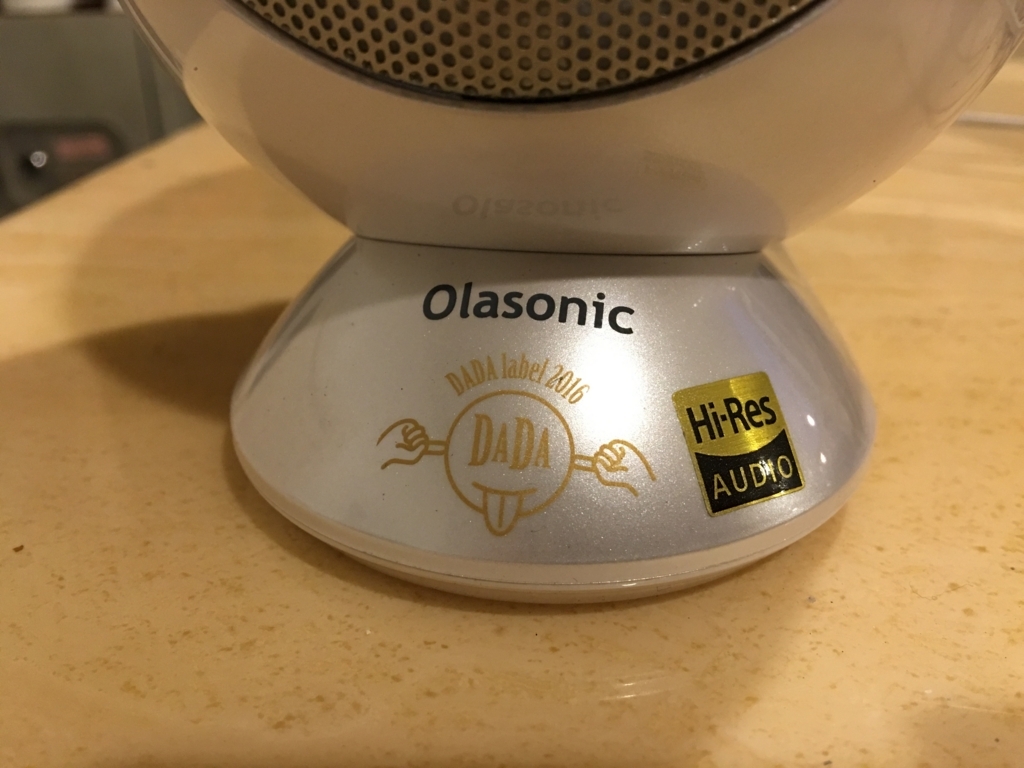 Olasonic
DADA label 2016
DADA
Hi-Res
AUDIO